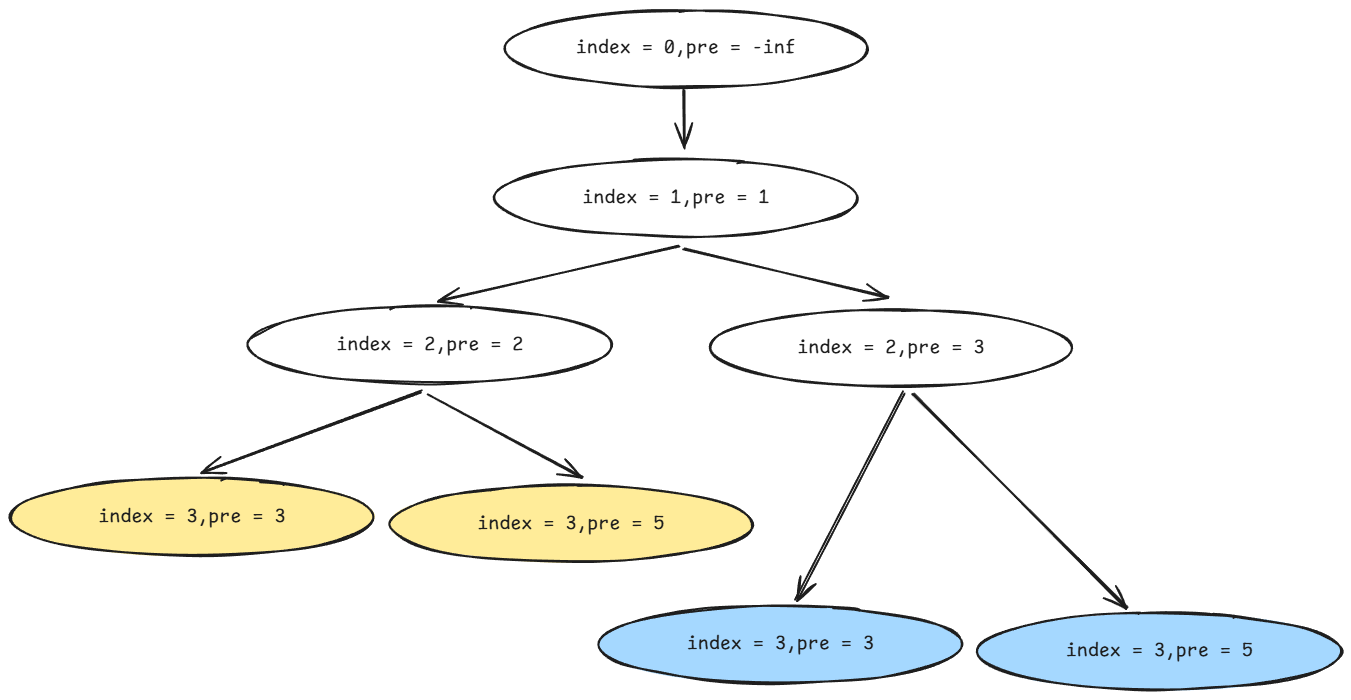 index = 0,pre = -inf
index = 1,pre = 1
index = 2,pre = 2
index = 2,pre = 3
index = 3,pre = 3
index = 3,pre = 5
index = 3,pre = 3
index = 3,pre = 5